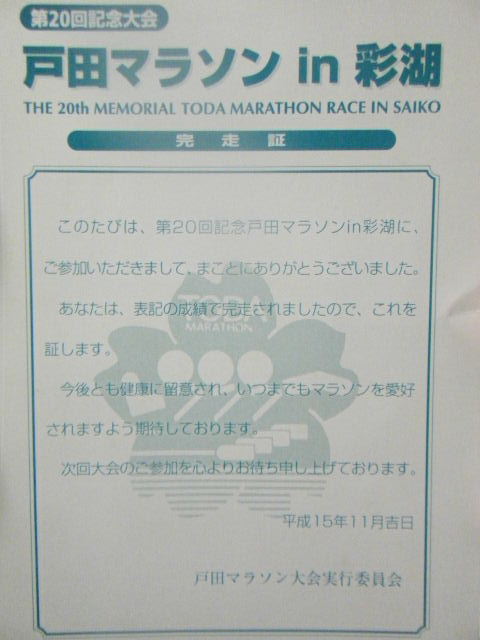 第20回記念大会
戸田マラソン in 彩湖
THE 20th MEMORIAL TODA MARATHON RACE IN SAIKO
完走証
このたびは、第20回記念戸田マラソンin彩湖に、
ご参加いただきまして、まことにありがとうございました。
あなたは、表記の成績で完走されましたので、これを
証します。
TODA
MARATHON
今後とも健康に留意され、いつまでもマラソンを愛好
されますよう期待しております。
次回大会のご参加を心よりお待ち申し上げております。
平成15年11月吉日
戸田マラソン大会実行委員会